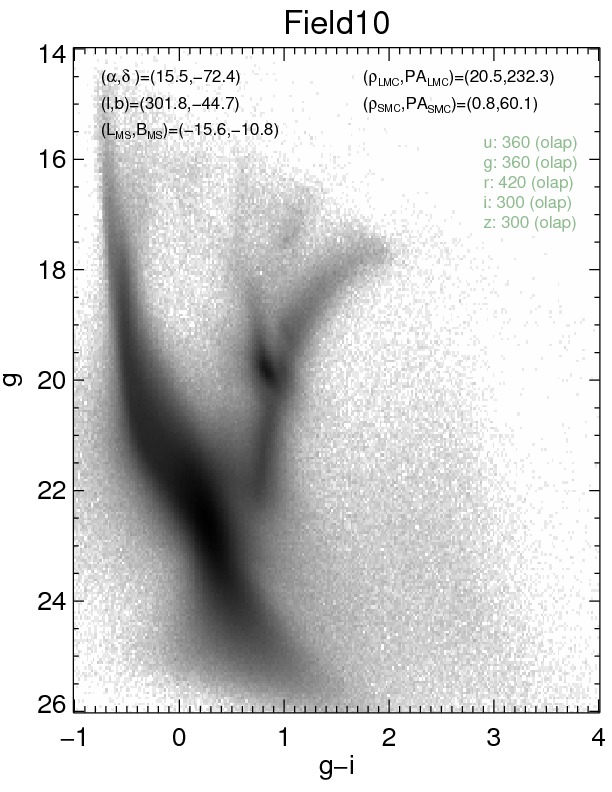 Field10
(α,δ )=(15.5,−72.4)
(ρLMC,PALMC)=(20.5,232.3)
(l,b)=(301.8,−44.7)
(ρSMC,PASMC)=(0.8,60.1)
(LMS,BMS)=(−15.6,−10.8)
u: 360 (olap)
g: 360 (olap)
r: 420 (olap)
i: 300 (olap)
z: 300 (olap)
14
16
18
20
22
24
26
g
−1 0 1 2 3 4
g−i